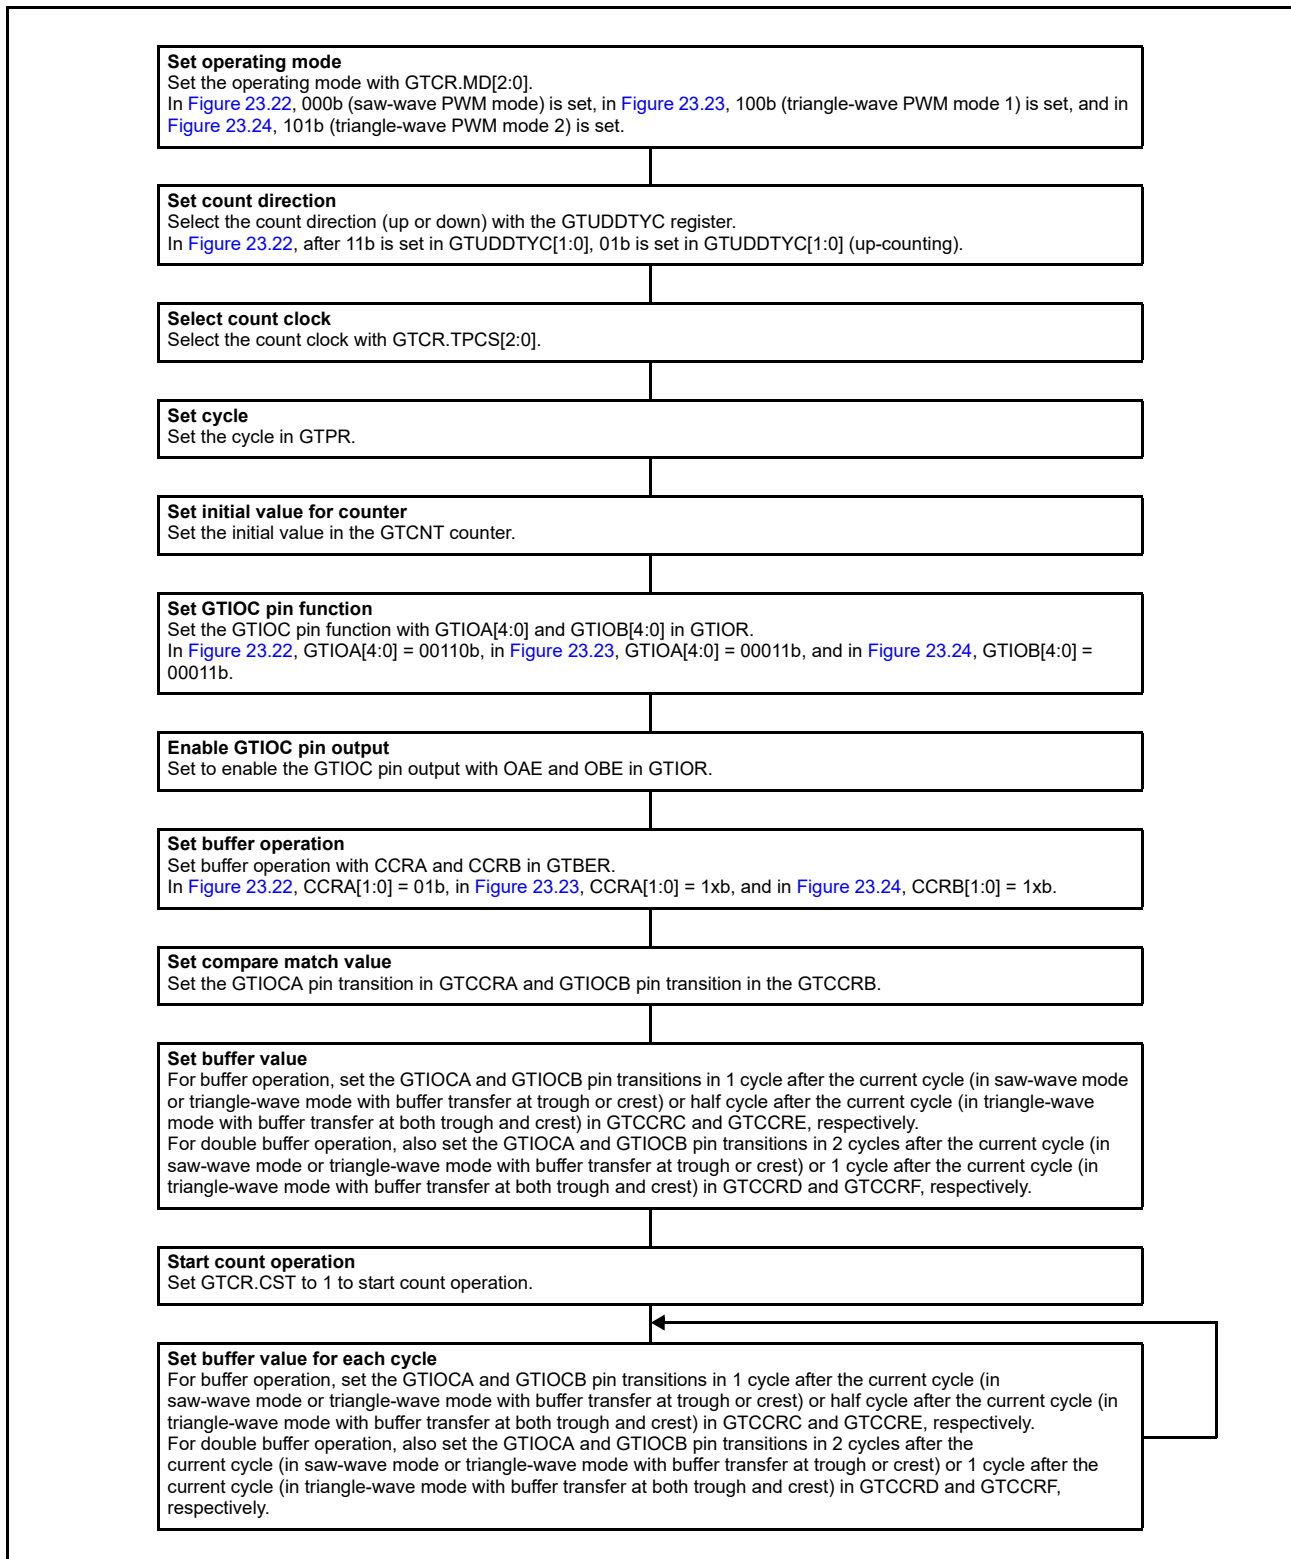 Set operating mode
Set the operating mode with GTCR.MD[2:0].
In Figure 23.22, 000b (saw-wave PWM mode) is set, in Figure 23.23, 100b (triangle-wave PWM mode 1) is set, and in
Figure 23.24, 101b (triangle-wave PWM mode 2) is set.
Set count direction
Select the count direction (up or down) with the GTUDDTYC register.
In Figure 23.22, after 11b is set in GTUDDTYC[1:0], 01b is set in GTUDDTYC[1:0] (up-counting).
Select count clock
Select the count clock with GTCR.TPCS[2:0].
Set cycle
Set the cycle in GTPR.
Set initial value for counter
Set the initial value in the GTCNT counter.
Set GTIOC pin function
Set the GTIOC pin function with GTIOA[4:0] and GTIOB[4:0] in GTIOR.
In Figure 23.22, GTIOA[4:0] = 00110b, in Figure 23.23, GTIOA[4:0] = 00011b, and in Figure 23.24, GTIOB[4:0] =
00011b.
Enable GTIOC pin output
Set to enable the GTIOC pin output with OAE and OBE in GTIOR.
Set buffer operation
Set buffer operation with CCRA and CCRB in GTBER.
In Figure 23.22, CCRA[1:0] = 01b, in Figure 23.23, CCRA[1:0] = 1xb, and in Figure 23.24, CCRB[1:0] = 1xb.
Set compare match value
Set the GTIOCA pin transition in GTCCRA and GTIOCB pin transition in the GTCCRB.
Set buffer value
For buffer operation, set the GTIOCA and GTIOCB pin transitions in 1 cycle after the current cycle (in saw-wave mode
or triangle-wave mode with buffer transfer at trough or crest) or half cycle after the current cycle (in triangle-wave
mode with buffer transfer at both trough and crest) in GTCCRC and GTCCRE, respectively.
For double buffer operation, also set the GTIOCA and GTIOCB pin transitions in 2 cycles after the current cycle (in
saw-wave mode or triangle-wave mode with buffer transfer at trough or crest) or 1 cycle after the current cycle (in
triangle-wave mode with buffer transfer at both trough and crest) in GTCCRD and GTCCRF, respectively.
Start count operation
Set GTCR.CST to 1 to start count operation.
Set buffer value for each cycle
For buffer operation, set the GTIOCA and GTIOCB pin transitions in 1 cycle after the current cycle (in
saw-wave mode or triangle-wave mode with buffer transfer at trough or crest) or half cycle after the current cycle (in
triangle-wave mode with buffer transfer at both trough and crest) in GTCCRC and GTCCRE, respectively.
For double buffer operation, also set the GTIOCA and GTIOCB pin transitions in 2 cycles after the
current cycle (in saw-wave mode or triangle-wave mode with buffer transfer at trough or crest) or 1 cycle after the
current cycle (in triangle-wave mode with buffer transfer at both trough and crest) in GTCCRD and GTCCRF,
respectively.